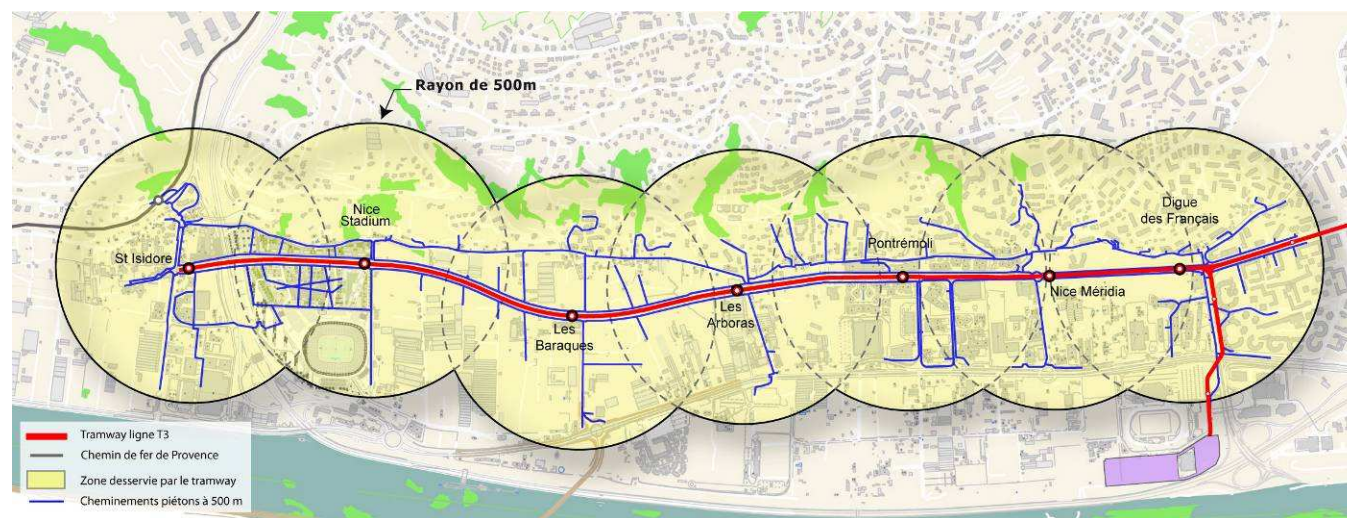 Rayon de 500m
Nice
Stadium
Digue
des Français
Pontrémoli
St Isidore
Nice Méridia
Les
Arboras
Les
Baraques
Tramway ligne T3
Chemin de fer de Provence
Zone desservie par le tramway
Cheminements piétons à 500 m